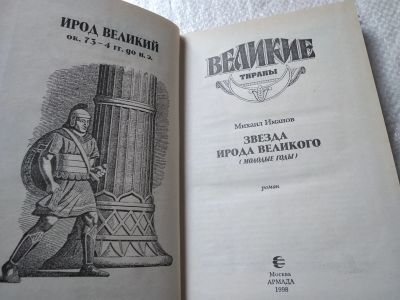 ИРОД ВЕЛИКИЙ
ок. 73–4 гг. до н. э.
ВЕЛИКИЕ
ТИРАНЫ
Михаил Иманов
ЗВЕЗДА
ИРОДА ВЕЛИКОГО
(МОЛОДЫЕ ГОДЫ)
роман
Москва
АРМАДА
1998